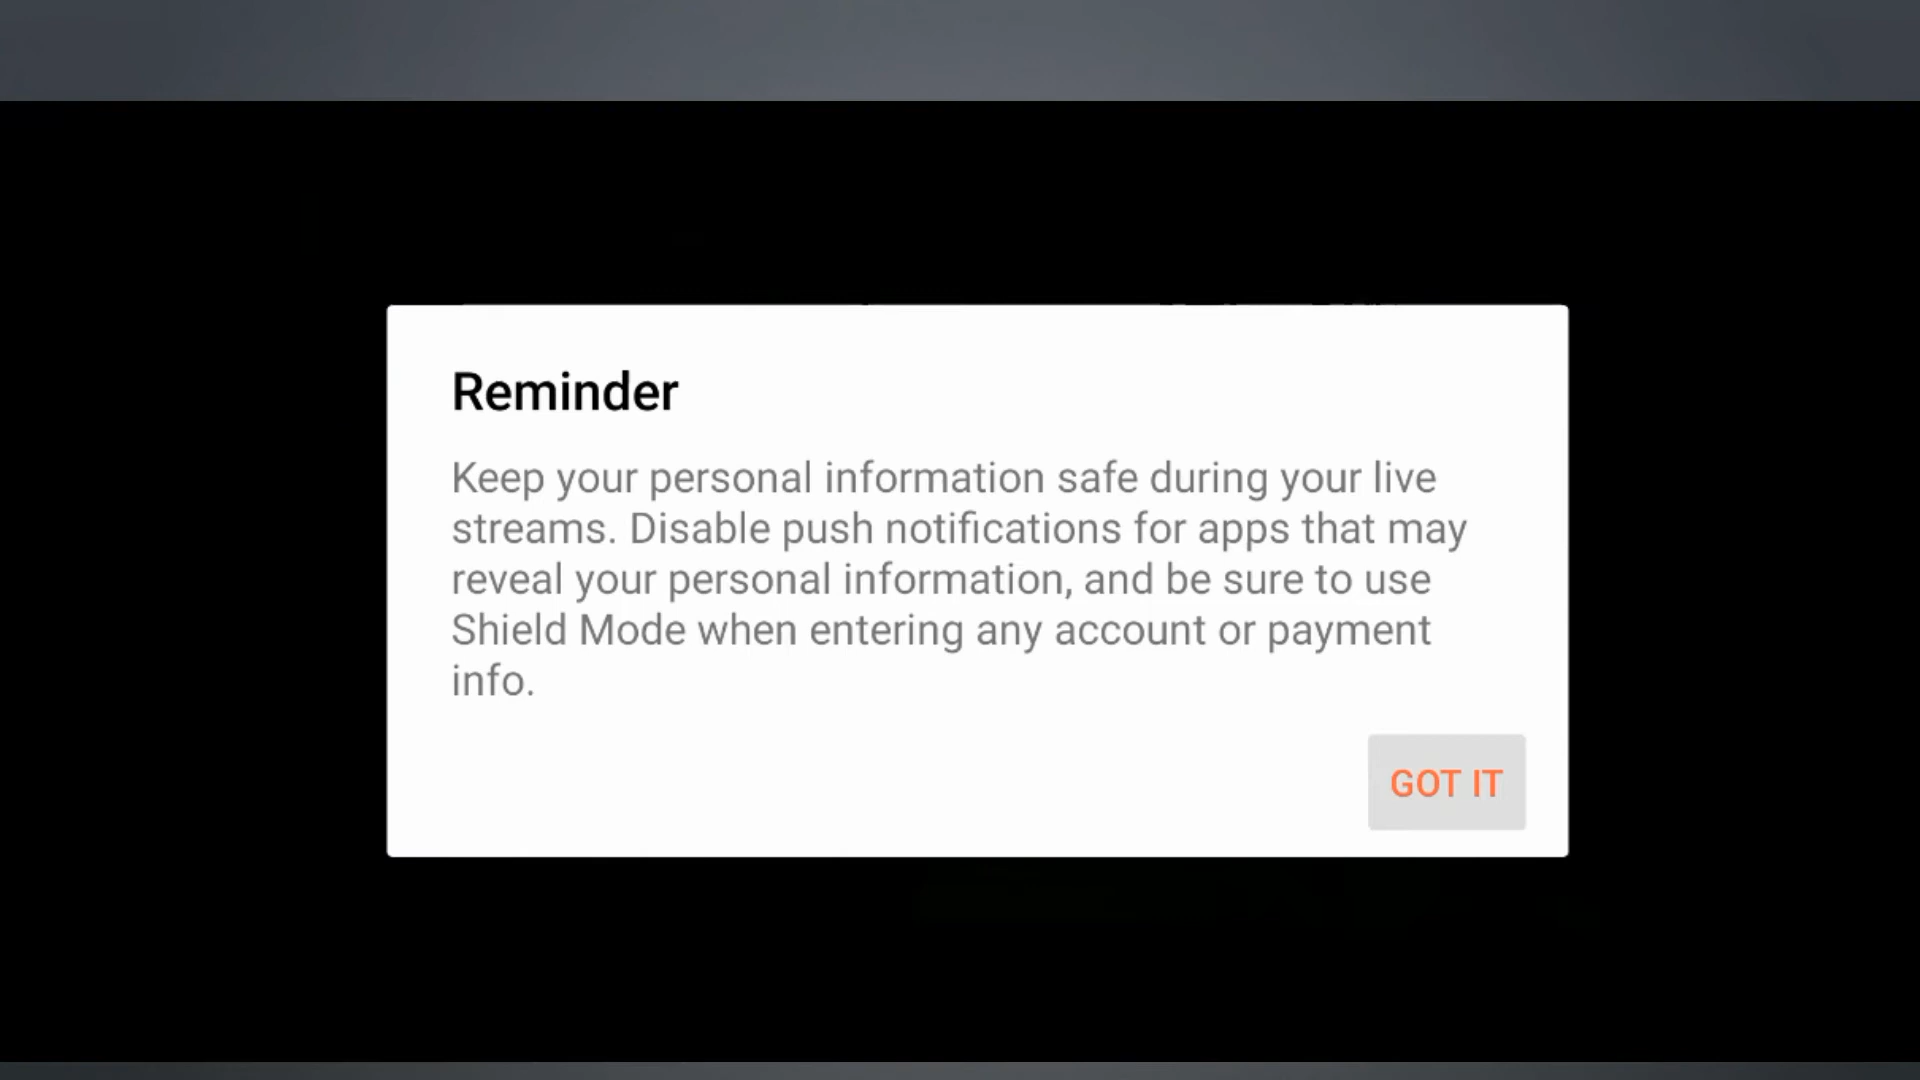 Reminder
Keep your personal information safe during your live
streams. Disable push notifications for apps that may
reveal your personal information, and be sure to use
Shield Mode when entering any account or payment
info.
GOT IT